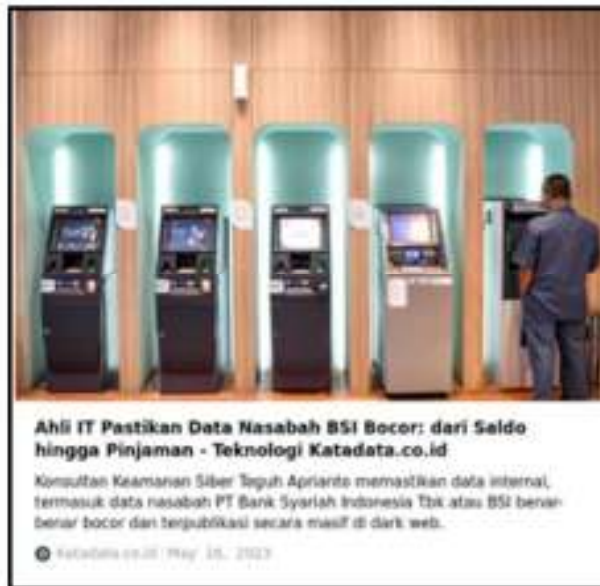 Ahli IT Pastikan Data Nasabah BSI Bocor: dari Saldo
hingga Pinjaman - Teknologi Katadata.co.id
Konsultan Keamanan Siber Teguh Aprianto memastikan data internal,
termasuk data nasabah PT Bank Syariah Indonesia Tbk atau BSI benar-
benar bocor dan terpublikasi secara masif di dark web.
Katadata.co.id May 16, 2023